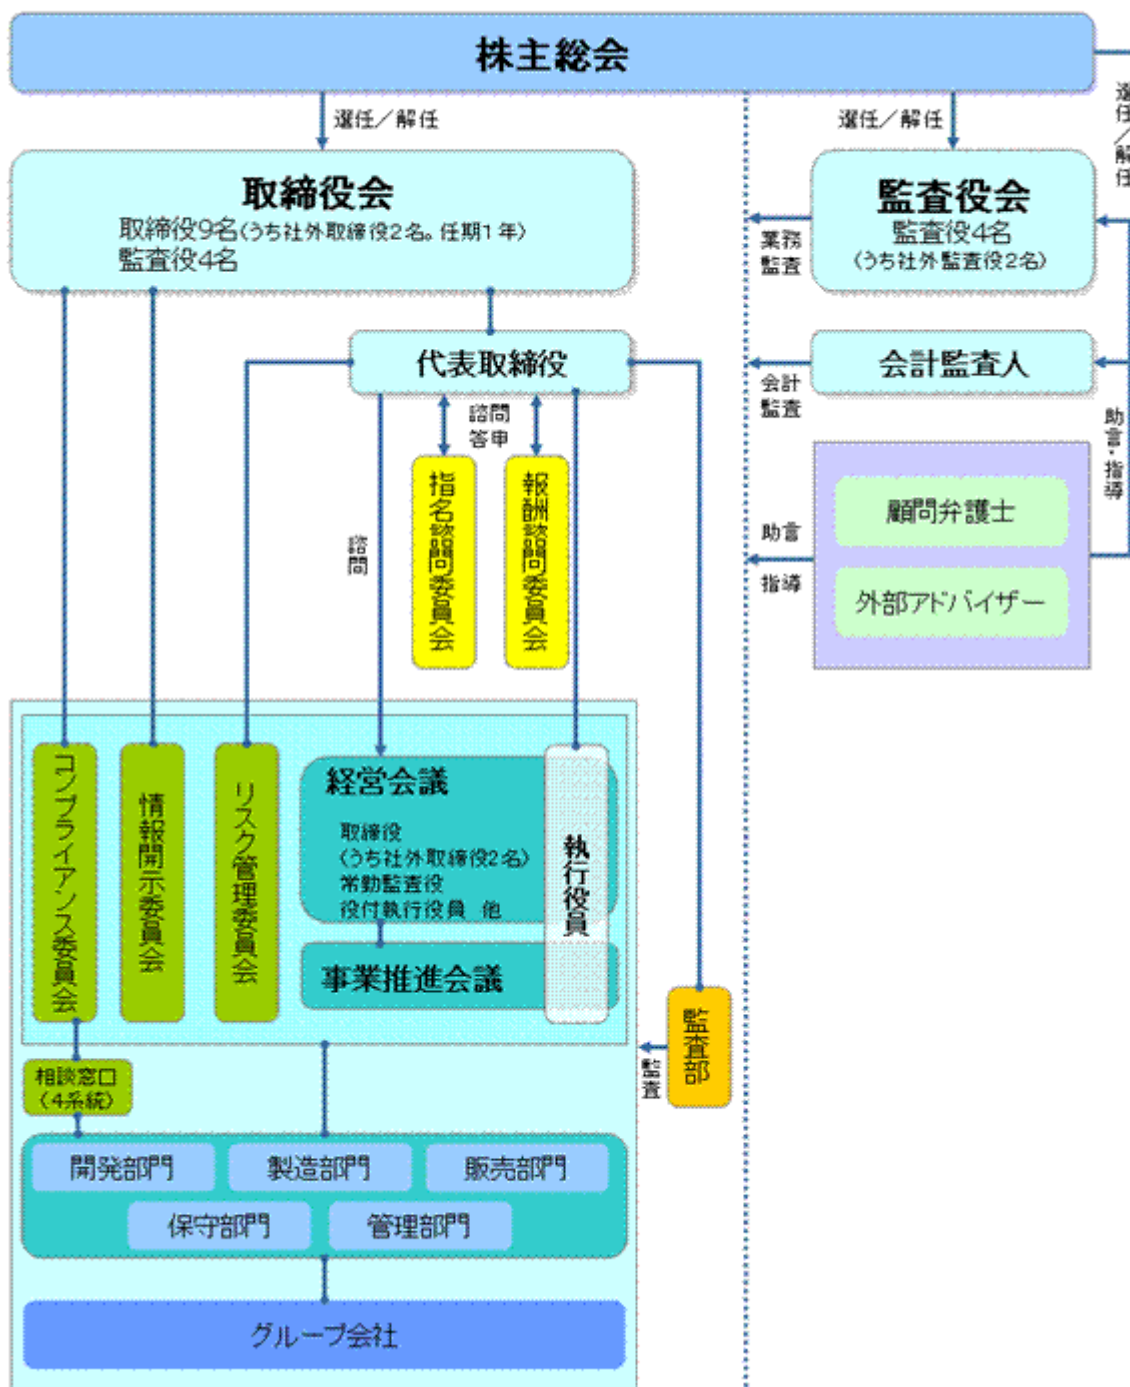 株主総会
選任／解任
選任／解任
選任／解任
取締役会
取締役9名(うち社外取締役2名。任期1年)
監査役4名
監査役会
監査役4名
(うち社外監査役2名)
業務
監査
代表取締役
会計監査人
会計
監査
諮問
答申
助言・指導
指名諮問委員会
報酬諮問委員会
諮問
顧問弁護士
外部アドバイザー
助言
指導
コンプライアンス委員会
情報開示委員会
リスク管理委員会
経営会議
取締役
(うち社外取締役2名)
常勤監査役
役付執行役員 他
執行役員
事業推進会議
監査部
監査
相談窓口
(4系統)
開発部門
製造部門
販売部門
保守部門
管理部門
グループ会社